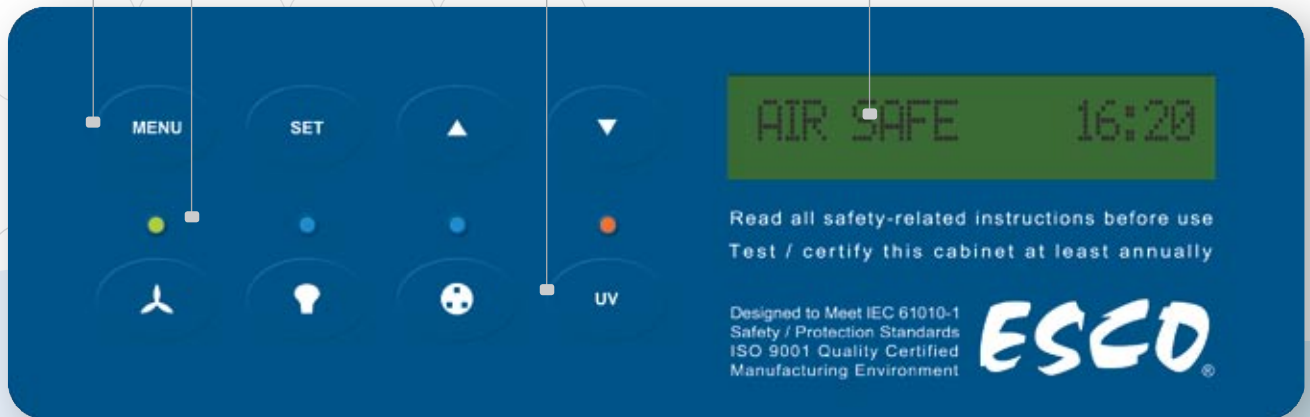 MENU
SET
AIR SAFE 16:20
Read all safety-related instructions before use
Test / certify this cabinet at least annually
UV
Designed to Meet IEC 61010-1
Safety / Protection Standards
ISO 9001 Quality Certified
Manufacturing Environment
ESCO®